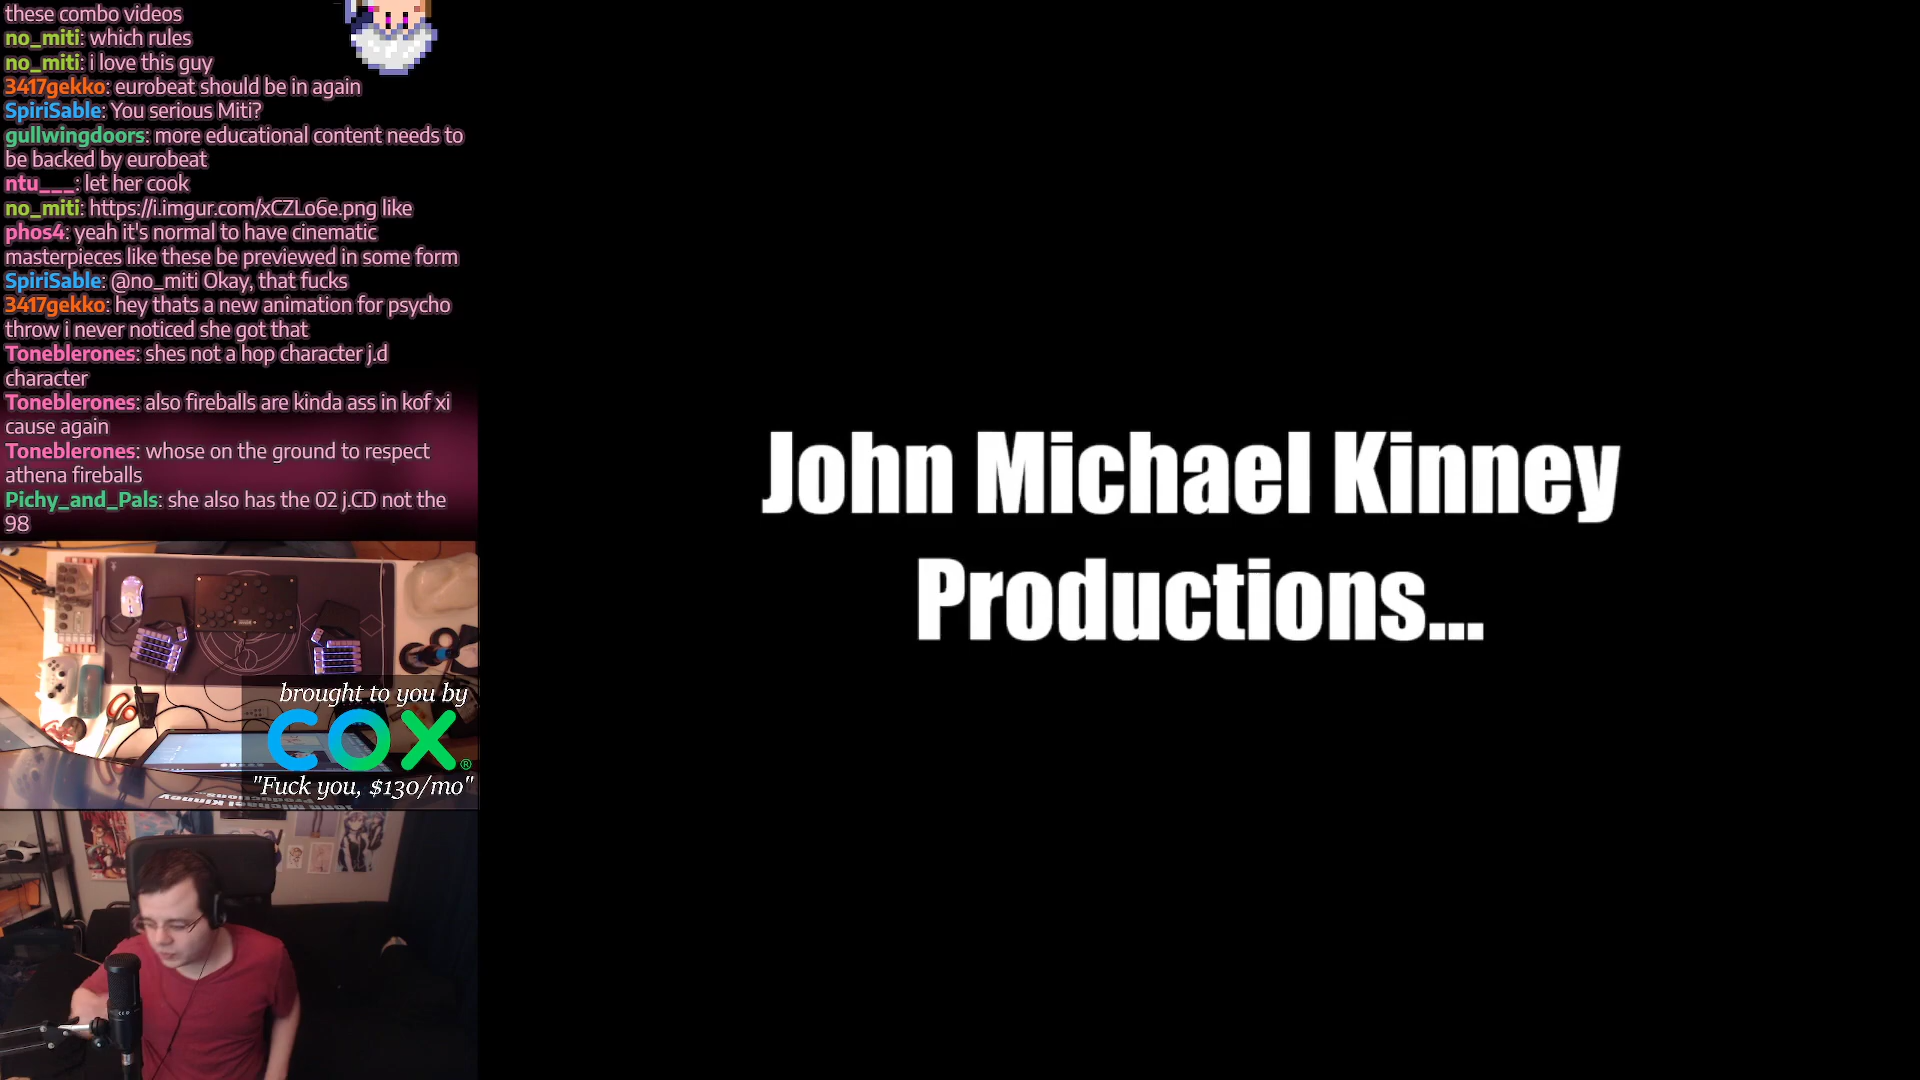 these combo videos
no_miti: which rules
no_miti: i love this guy
3417gekko: eurobeat should be in again
SpiriSable: You serious Miti?
gullwingdoors: more educational content needs to
be backed by eurobeat
ntu___: let her cook
no_miti: https://i.imgur.com/xCZLo6e.png like
phos4: yeah it's normal to have cinematic
masterpieces like these be previewed in some form
SpiriSable: @no_miti Okay, that fucks
3417gekko: hey thats a new animation for psycho
throw i never noticed she got that
Toneblerones: shes not a hop character j.d
character
Toneblerones: also fireballs are kinda ass in kof xi
cause again
Toneblerones: whose on the ground to respect
athena fireballs
Pichy_and_Pals: she also has the 02 j.CD not the
98
John Michael Kinney
Productions...
brought to you by
COX®
"Fuck you, $130/mo"